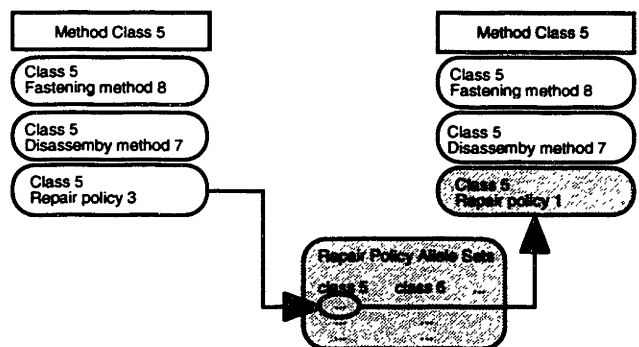 Method Class 5
Class 5
Fastening method 8
Class 5
Disassemby method 7
Class 5
Repair policy 3
Method Class 5
Class 5
Fastening method 8
Class 5
Disassemby method 7
Class 5
Repair policy 1
Repair Policy Allele Sets
class 5 class 6 ...
...
... ...
... ...